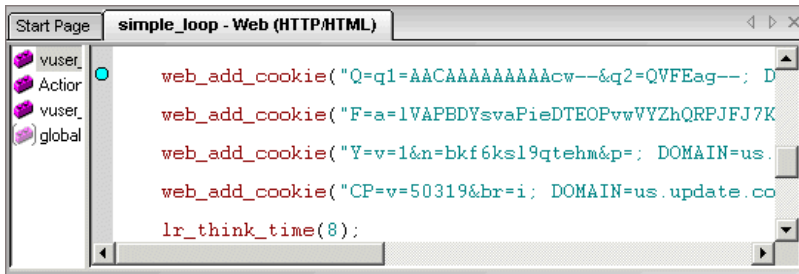 Start Page
simple_loop - Web (HTTP/HTML)
vuser_
Action
vuser_
global
web_add_cookie("Q=q1=AACAAAAAAAAAcw--&q2=QVFEag--; D
web_add_cookie("F=a=lVAPBDYsvaPieDTEOPvwVYZhQRPJFJ7K
web_add_cookie("Y=v=1&n=bkf6ksl9qtehm&p=; DOMAIN=us.
web_add_cookie("CP=v=50319&br=i; DOMAIN=us.update.co
lr_think_time(8);